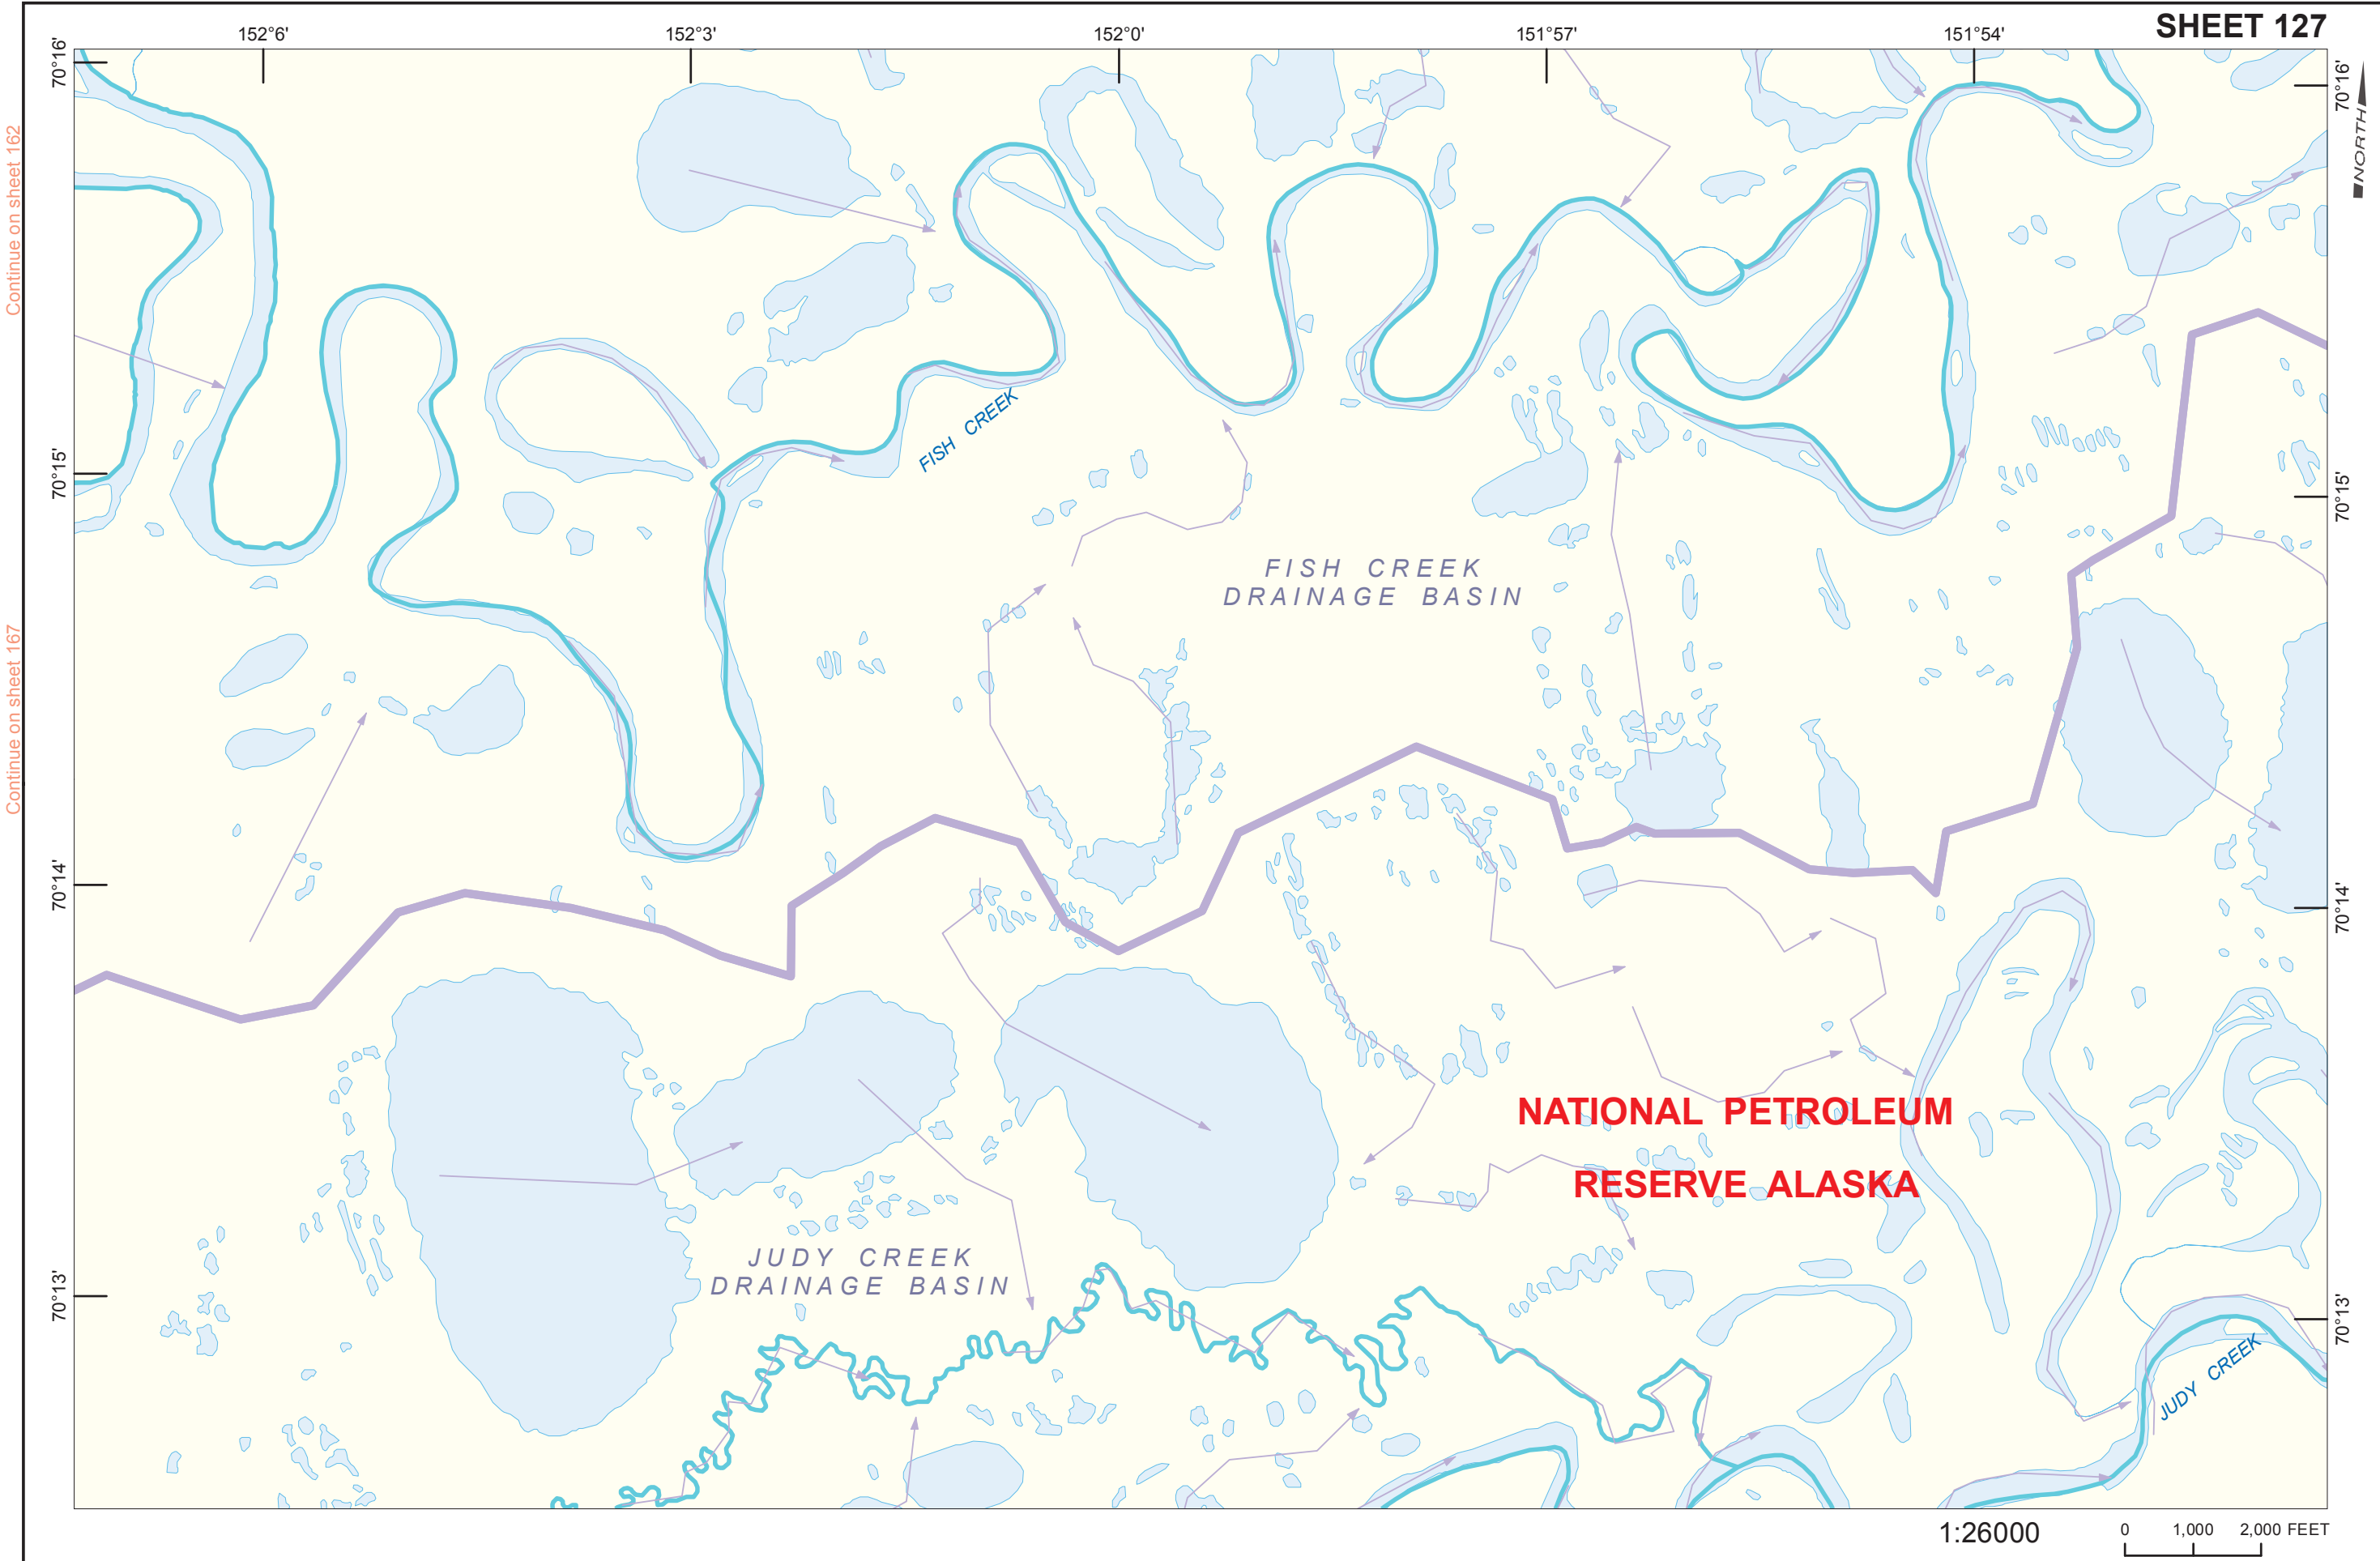 SHEET 127
152°6'
152°3'
152°0'
151°57'
151°54'
70°16'
70°16'
NORTH
Continue on sheet 162
FISH CREEK
70°15'
70°15'
FISH CREEK
DRAINAGE BASIN
Continue on sheet 167
70°14'
70°14'
NATIONAL PETROLEUM
RESERVE ALASKA
JUDY CREEK
DRAINAGE BASIN
70°13'
70°13'
JUDY CREEK
1:26000
0 1,000 2,000 FEET